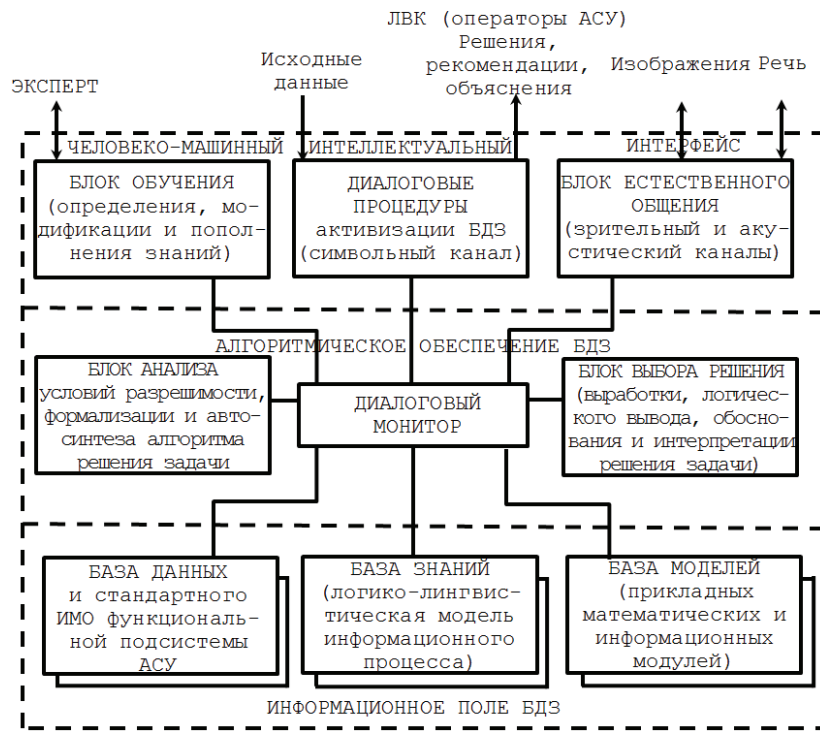 ЛВК (операторы АСУ)
Решения,
рекомендации,
объяснения
Исходные
данные
Изображения
Речь
ЭКСПЕРТ
ЧЕЛОВЕКО-МАШИННЫЙ
ИНТЕЛЛЕКТУАЛЬНЫЙ
ИНТЕРФЕЙС
БЛОК ОБУЧЕНИЯ
(определения, мо-
дификации и попол-
нения знаний)
ДИАЛОГОВЫЕ
ПРОЦЕДУРЫ
активизации БДЗ
(символьный канал)
БЛОК ЕСТЕСТВЕННОГО
ОБЩЕНИЯ
(зрительный и аку-
стический каналы)
АЛГОРИТМИЧЕСКОЕ ОБЕСПЕЧЕНИЕ БДЗ
БЛОК АНАЛИЗА
условий разрешимости,
формализации и авто-
синтеза алгоритма
решения задачи
ДИАЛОГОВЫЙ
МОНИТОР
БЛОК ВЫБОРА РЕШЕНИЯ
(выработки, логичес-
кого вывода, обосно-
вания и интерпретации
решения задачи)
БАЗА ДАННЫХ
и стандартного
ИМО функциональ-
ной подсистемы
АСУ
БАЗА ЗНАНИЙ
(логико-лингвис-
тическая модель
информационного
процесса)
БАЗА МОДЕЛЕЙ
(прикладных
математических и
информационных
модулей)
ИНФОРМАЦИОННОЕ ПОЛЕ БДЗ